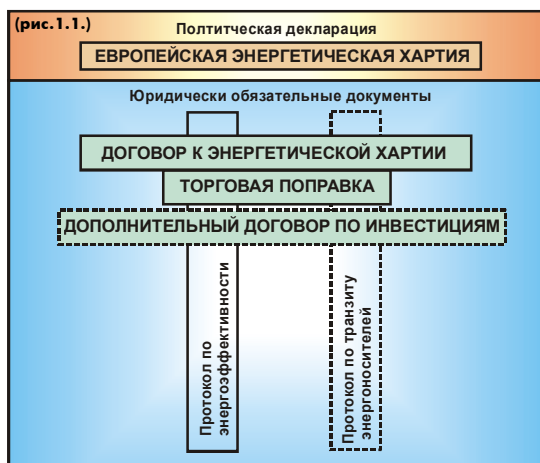 (рис.1.1.)
Полтитческая декларация
ЕВРОПЕЙСКАЯ ЭНЕРГЕТИЧЕСКАЯ ХАРТИЯ
Юридически обязательные документы
ДОГОВОР К ЭНЕРГЕТИЧЕСКОЙ ХАРТИИ
ТОРГОВАЯ ПОПРАВКА
ДОПОЛНИТЕЛЬНЫЙ ДОГОВОР ПО ИНВЕСТИЦИЯМ
Протокол по
энергоэффективности
Протокол по транзиту
энергоносителей